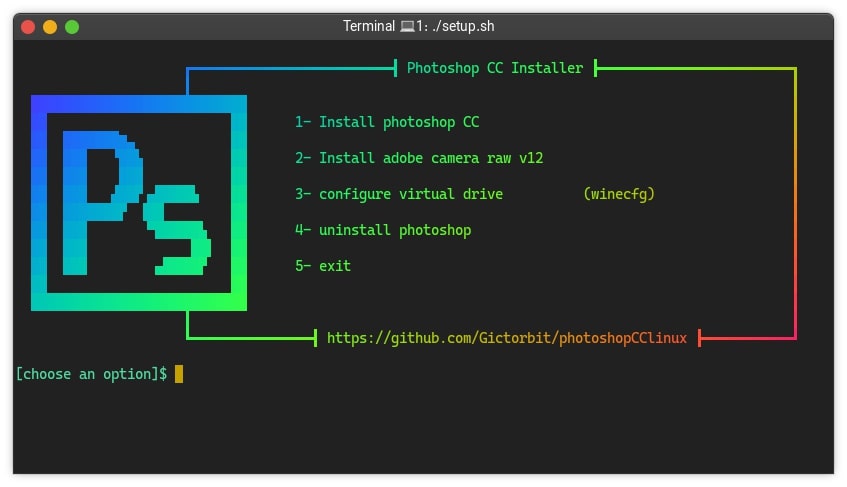 Terminal 💻1: ./setup.sh
Photoshop CC Installer
Ps
1- Install photoshop CC
2- Install adobe camera raw v12
3- configure virtual drive (winecfg)
4- uninstall photoshop
5- exit
https://github.com/Gictorbit/photoshopCClinux
[choose an option]$